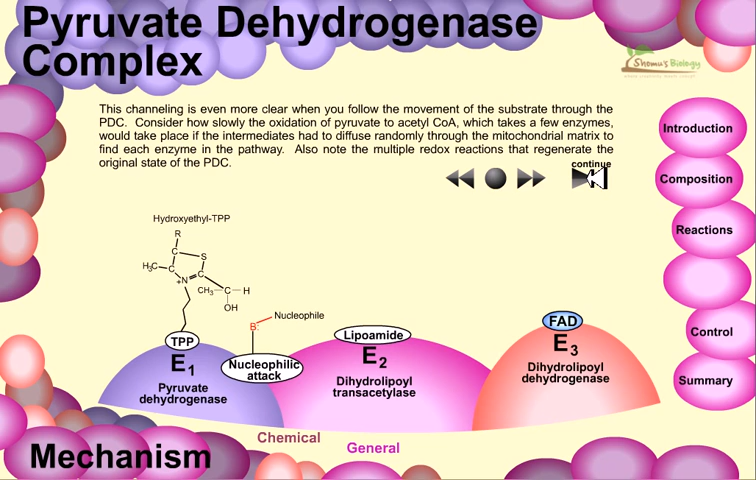 Pyruvate Dehydrogenase
Complex
Shomu's Biology
This channeling is even more clear when you follow the movement of the substrate through the
PDC.  Consider how slowly the oxidation of pyruvate to acetyl CoA, which takes a few enzymes,
would take place if the intermediates had to diffuse randomly through the mitochondrial matrix to
find each enzyme in the pathway.  Also note the multiple redox reactions that regenerate the
original state of the PDC.
continue
Introduction
Composition
Reactions
Control
Summary
Hydroxyethyl-TPP
R
C
S
H₃C
C
C
+N
CH₃
C
H
OH
B:
Nucleophile
TPP
E₁
Pyruvate
dehydrogenase
Nucleophilic
attack
Lipoamide
E₂
Dihydrolipoyl
transacetylase
FAD
E₃
Dihydrolipoyl
dehydrogenase
Chemical
General
Mechanism